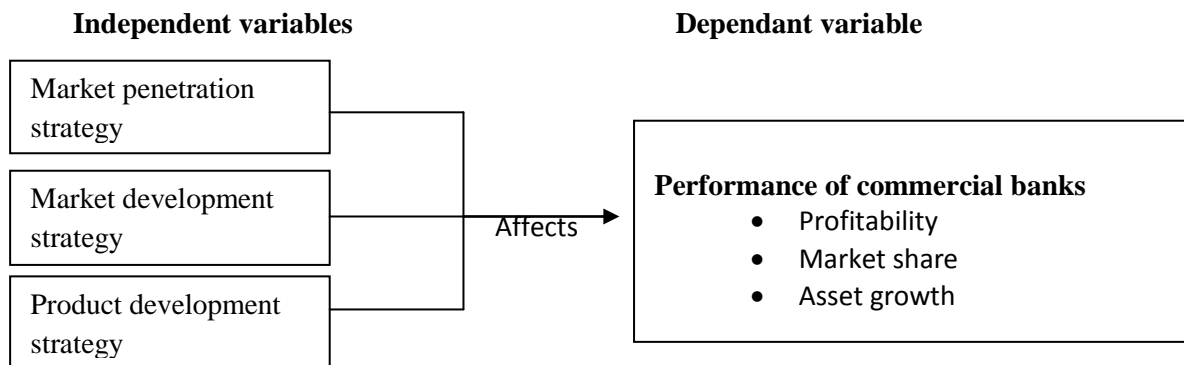 Independent variables
Dependant variable
Market penetration
strategy
Market development
strategy
Product development
strategy
Affects
Performance of commercial banks
• Profitability
• Market share
• Asset growth